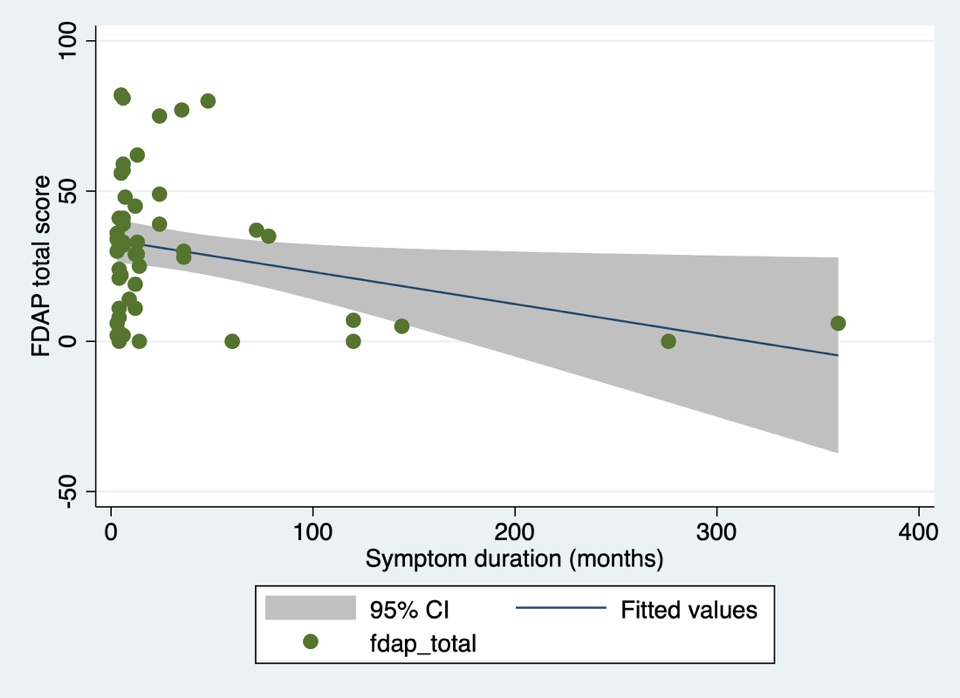 100
50
0
-50
FDAP total score
0 100 200 300 400
Symptom duration (months)
95% CI Fitted values
fdap_total